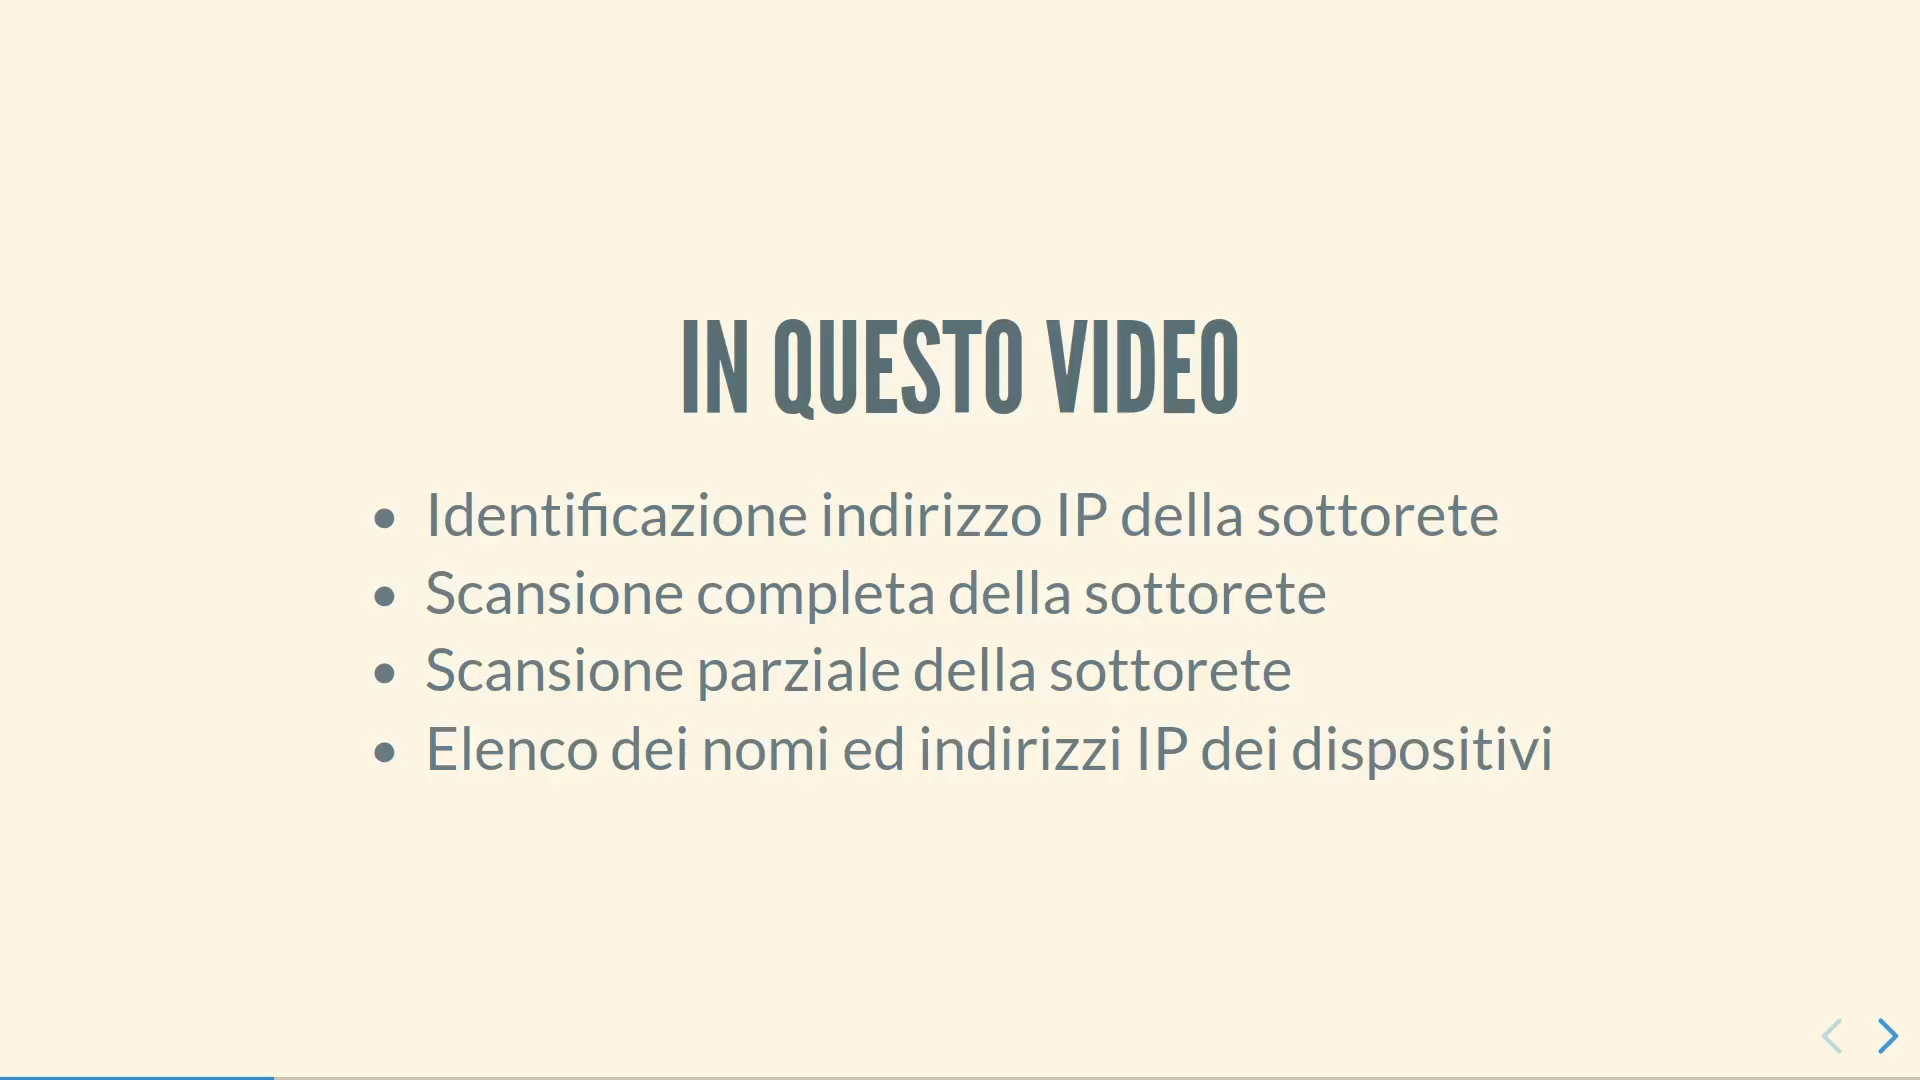 IN QUESTO VIDEO
Identificazione indirizzo IP della sottorete
Scansione completa della sottorete
Scansione parziale della sottorete
Elenco dei nomi ed indirizzi IP dei dispositivi